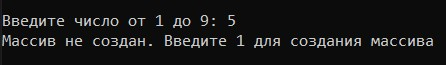 Введите число от 1 до 9: 5
Массив не создан. Введите 1 для создания массива